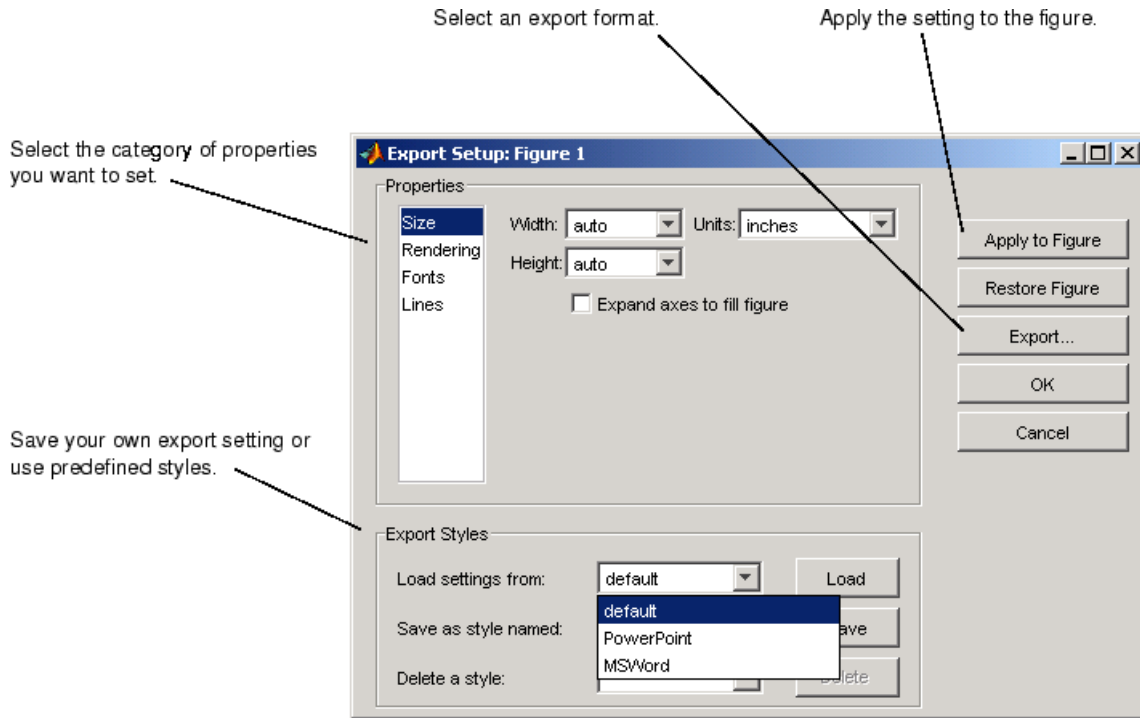 Select an export format.
Apply the setting to the figure.
Select the category of properties
you want to set.
Export Setup: Figure 1
Properties
Size
Rendering
Fonts
Lines
Width: auto
Units: inches
Height: auto
Expand axes to fill figure
Apply to Figure
Restore Figure
Export...
OK
Cancel
Save your own export setting or
use predefined styles.
Export Styles
Load settings from: default Load
default
PowerPoint
MSWord
Save as style named: ave
Delete a style: Delete